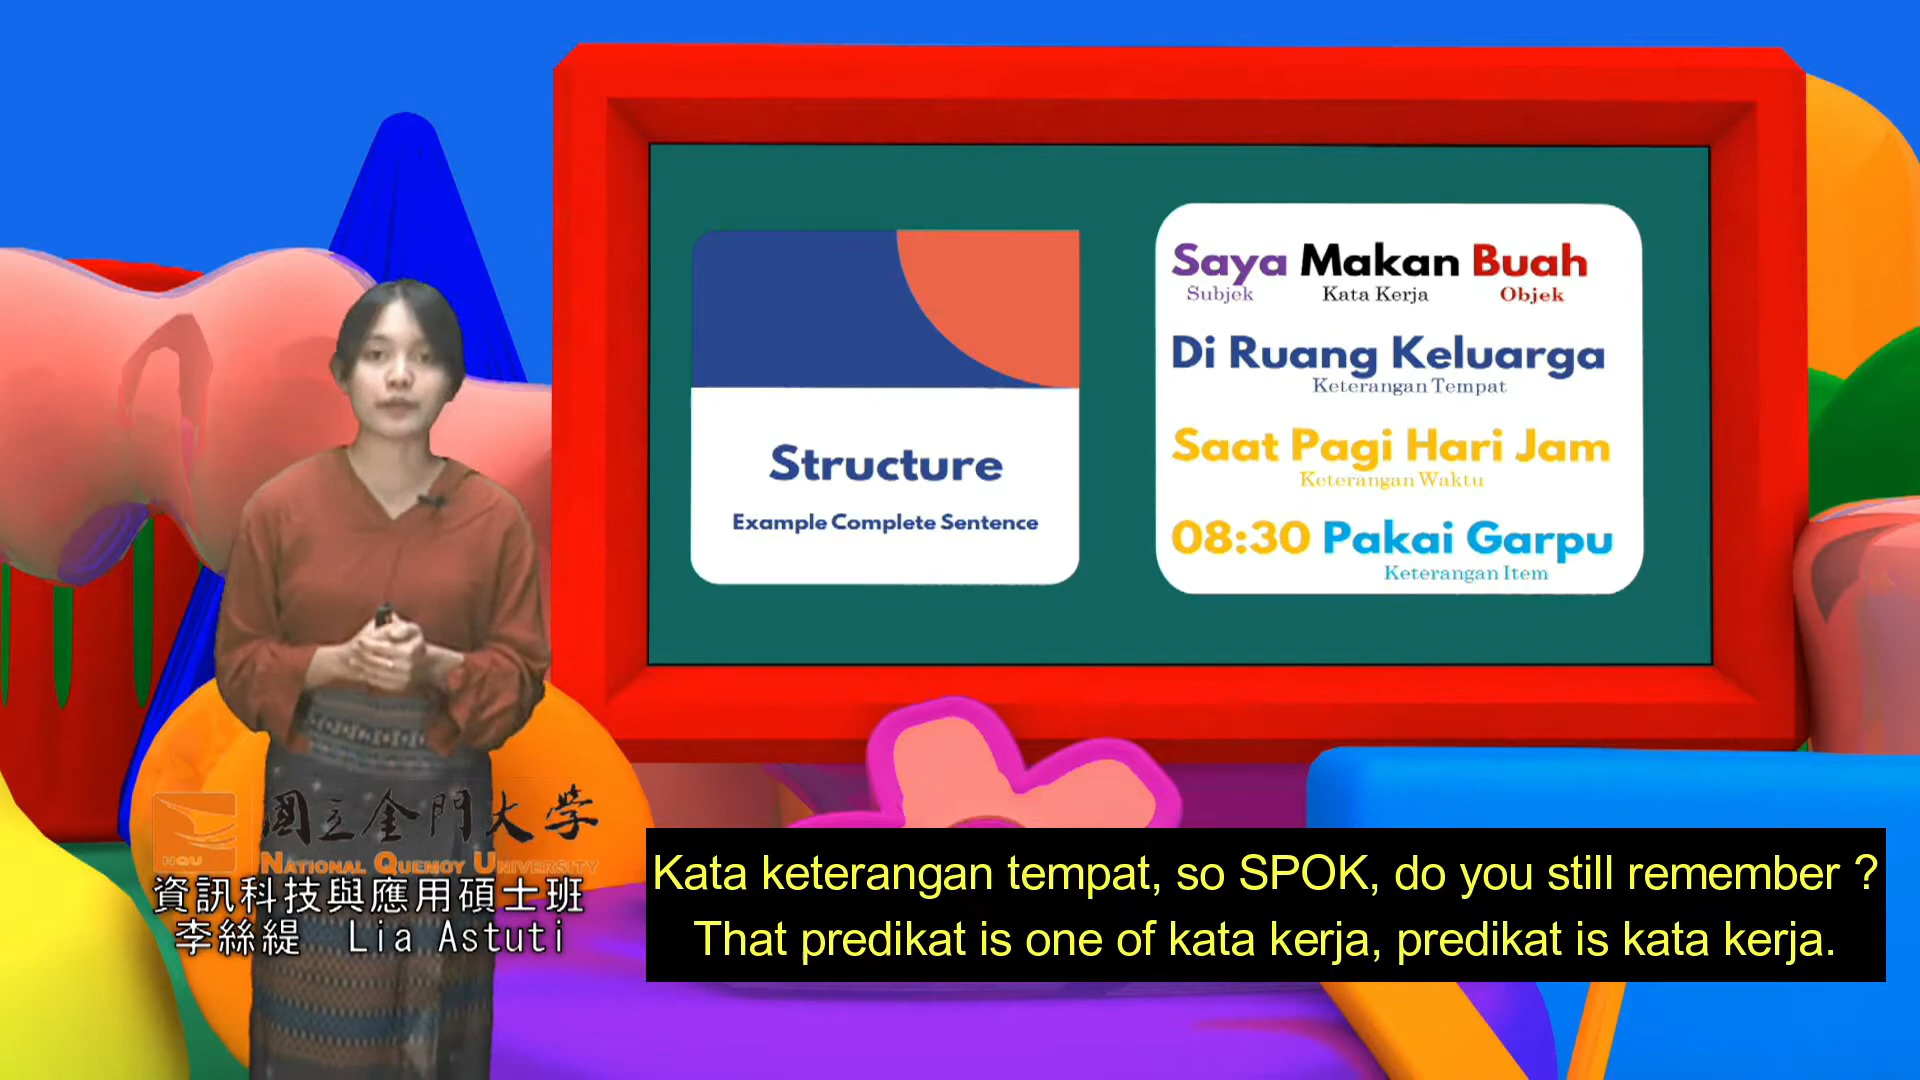 Structure
Example Complete Sentence
Saya Makan Buah
Subjek Kata Kerja Objek
Di Ruang Keluarga
Keterangan Tempat
Saat Pagi Hari Jam
Keterangan Waktu
08:30 Pakai Garpu
Keterangan Item
國立金門大學
NQU
NATIONAL QUEMOY UNIVERSITY
資訊科技與應用碩士班
李絲緹 Lia Astuti
Kata keterangan tempat, so SPOK, do you still remember ?
That predikat is one of kata kerja, predikat is kata kerja.